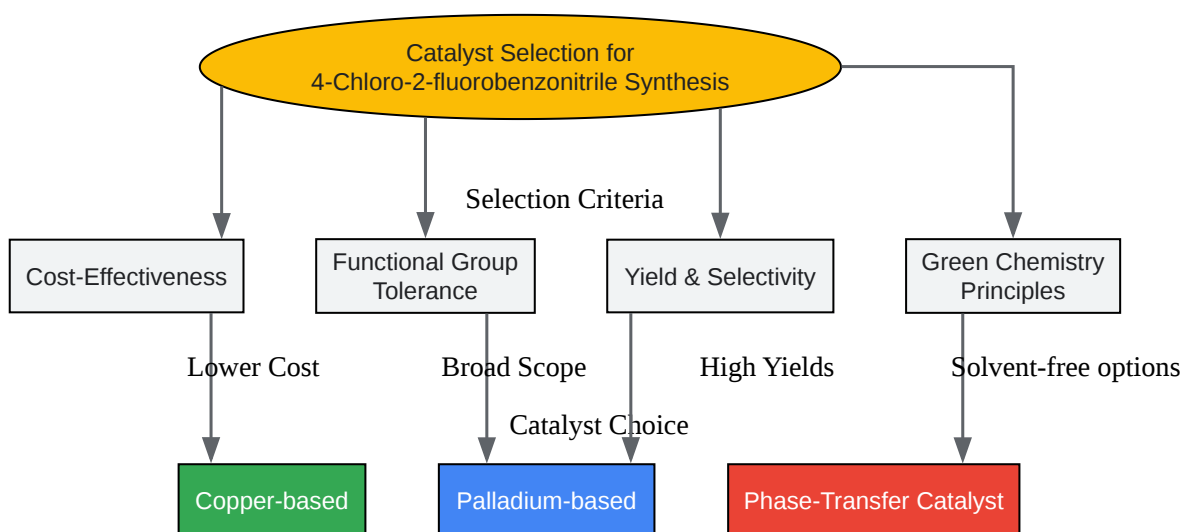 Catalyst Selection for
4-Chloro-2-fluorobenzonitrile Synthesis
Selection Criteria
Cost-Effectiveness
Functional Group
Tolerance
Yield & Selectivity
Green Chemistry
Principles
Lower Cost
Broad Scope
High Yields
Solvent-free options
Catalyst Choice
Copper-based
Palladium-based
Phase-Transfer Catalyst